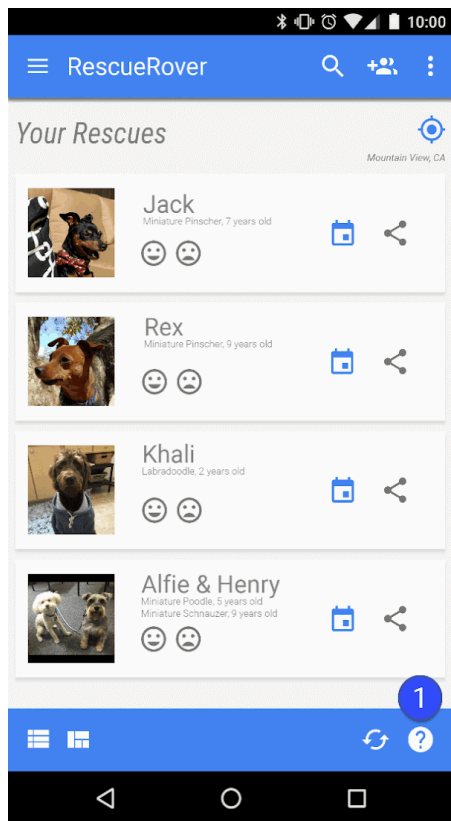 10:00
RescueRover
Your Rescues
Mountain View, CA
Jack
Miniature Pinscher, 7 years old
Rex
Miniature Pinscher, 9 years old
Khali
Labradoodle, 2 years old
Alfie & Henry
Miniature Poodle, 5 years old
Miniature Schnauzer, 9 years old
1